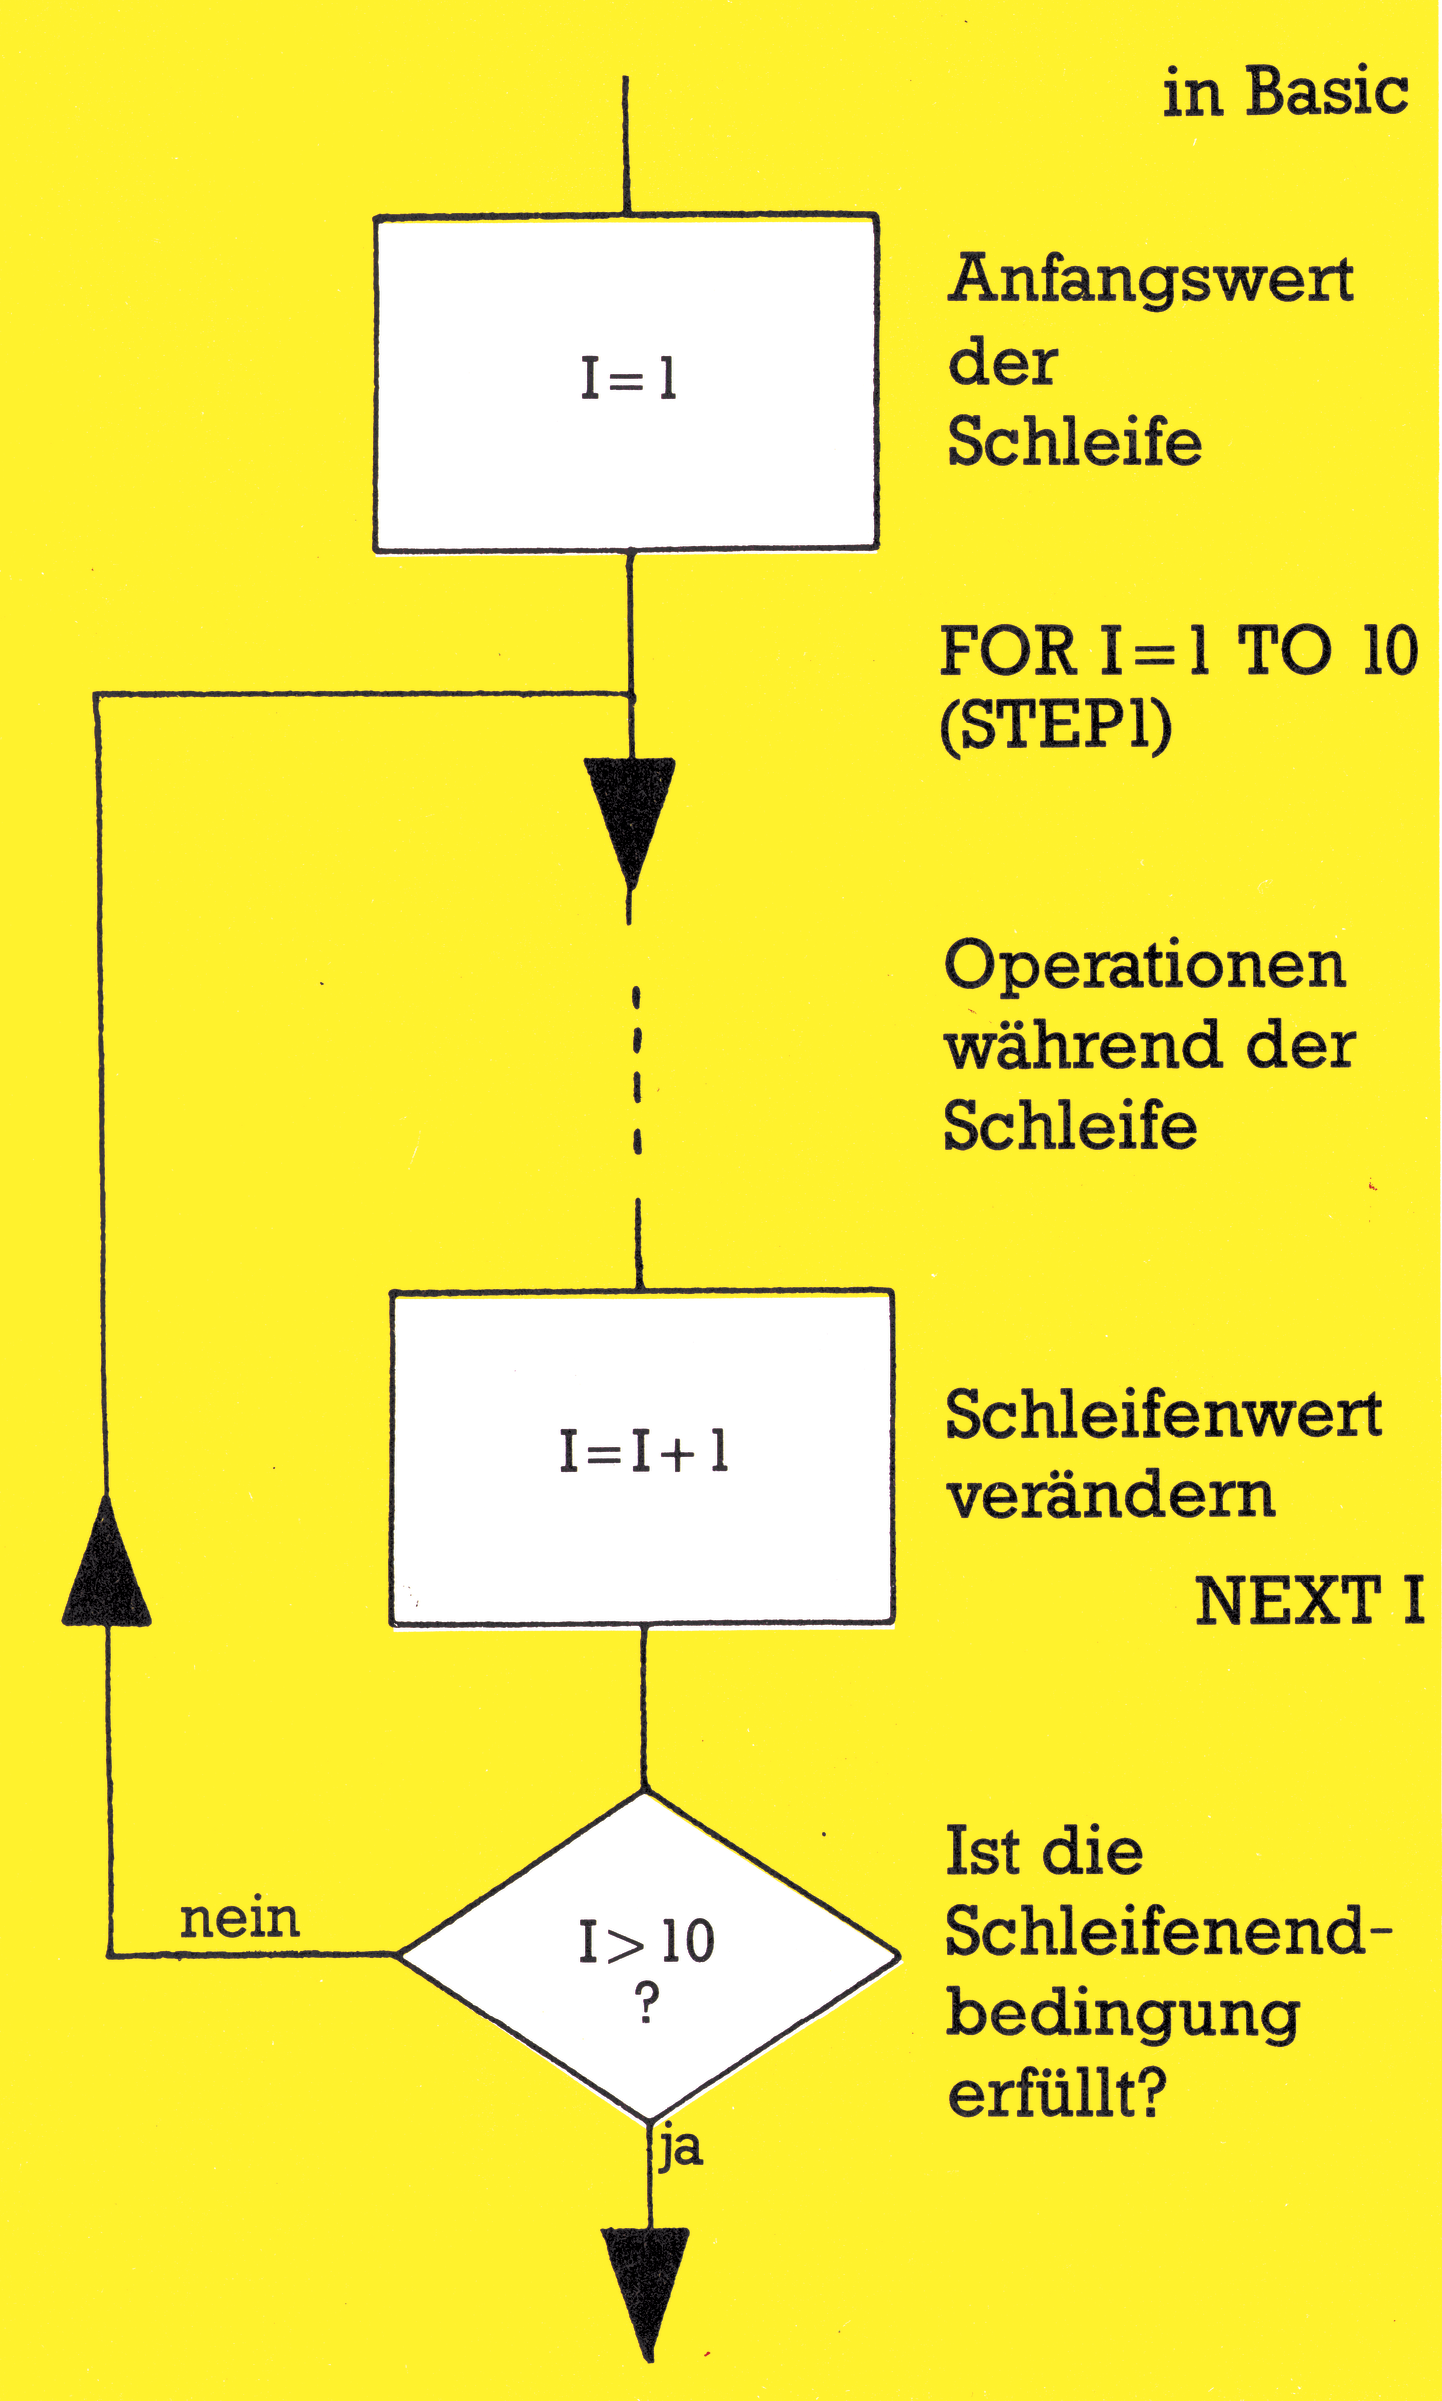 in Basic
Anfangswert
der
Schleife
I=1
FOR I=1 TO 10
(STEP1)
Operationen
während der
Schleife
I=I+1
Schleifenwert
verändern
NEXT I
Ist die
Schleifenend-
bedingung
erfüllt?
nein
I>10
?
ja